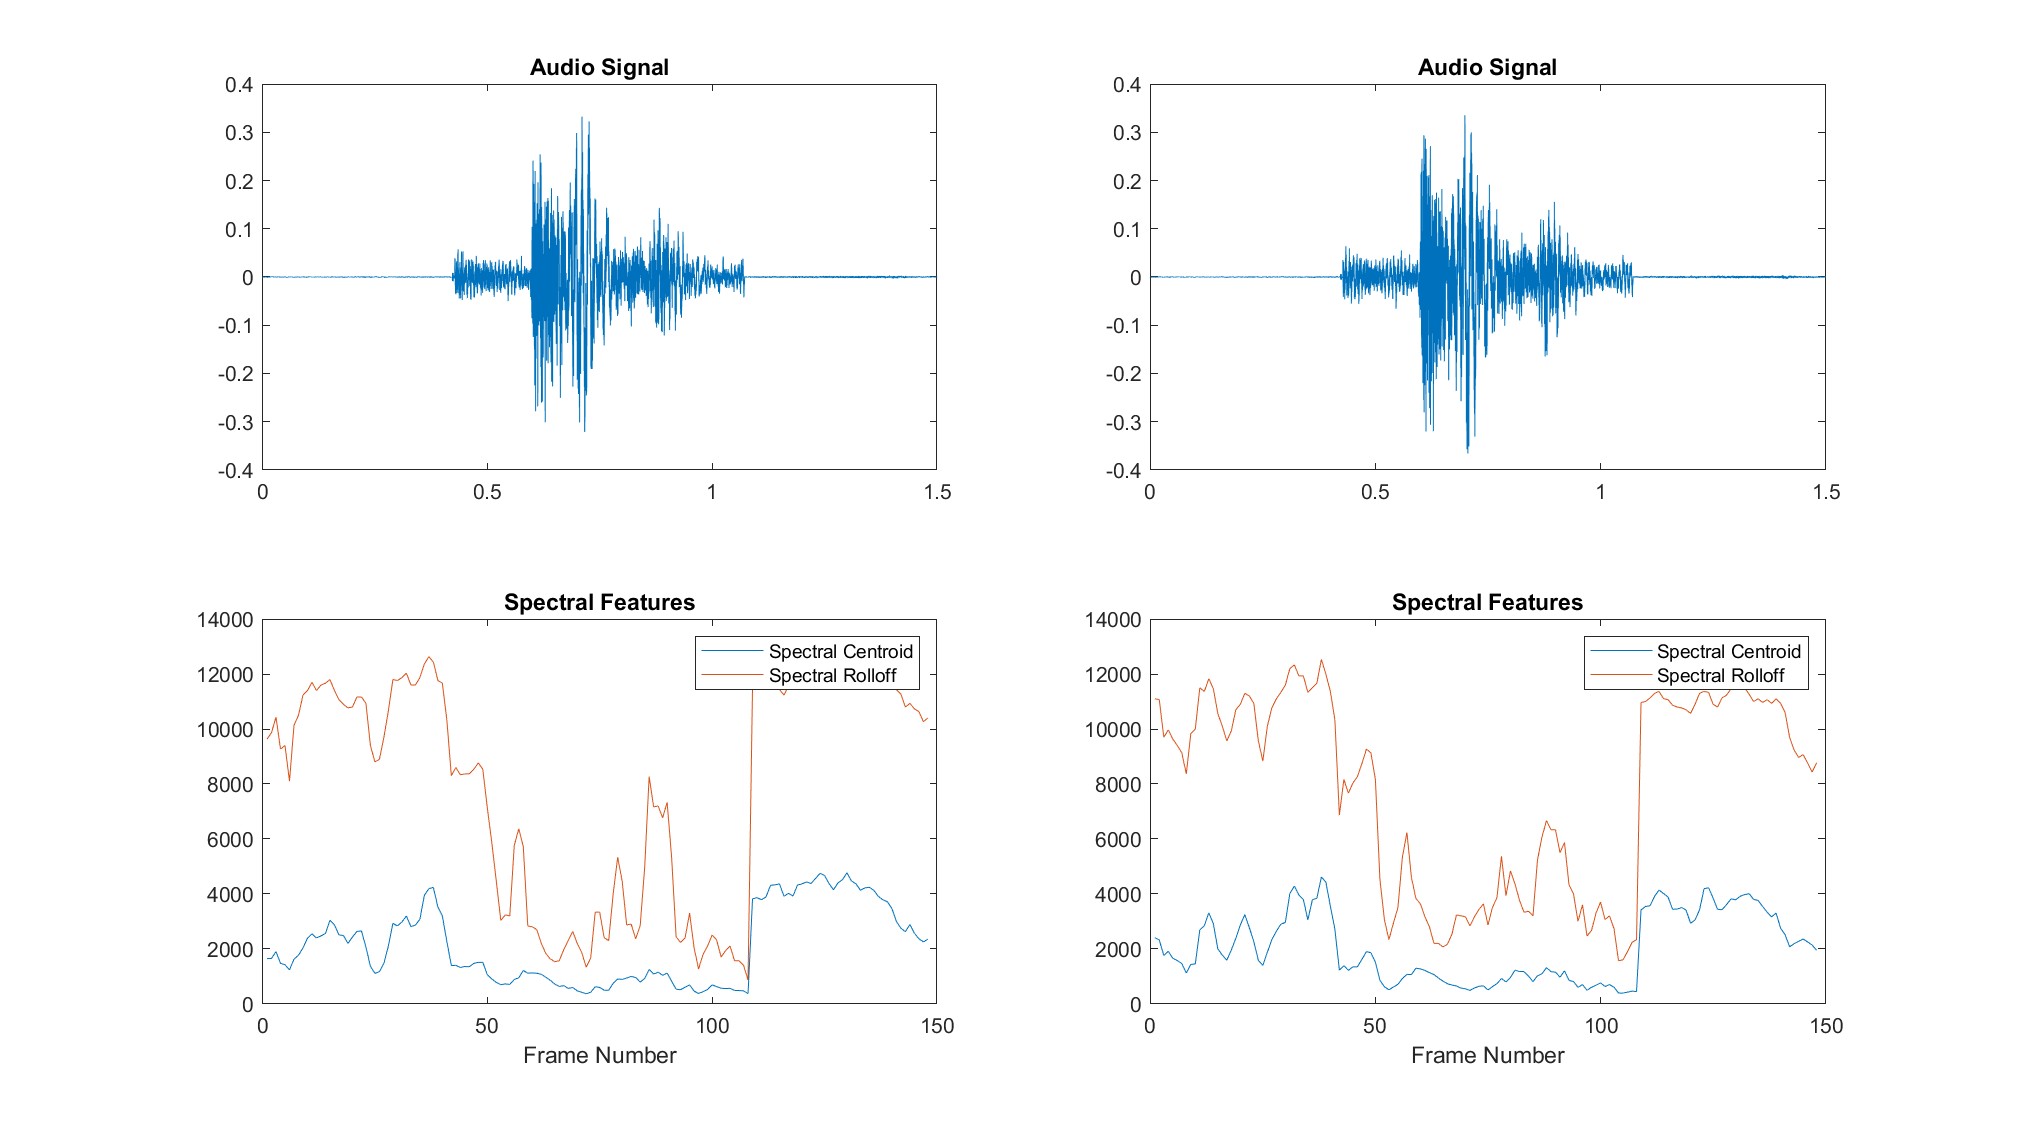 Audio Signal
0.4
0.3
0.2
0.1
0
-0.1
-0.2
-0.3
-0.4
0 0.5 1 1.5
Audio Signal
0.4
0.3
0.2
0.1
0
-0.1
-0.2
-0.3
-0.4
0 0.5 1 1.5
Spectral Features
14000
12000
10000
8000
6000
4000
2000
0
Spectral Centroid
Spectral Rolloff
0 50 100 150
Frame Number
Spectral Features
14000
12000
10000
8000
6000
4000
2000
0
Spectral Centroid
Spectral Rolloff
0 50 100 150
Frame Number